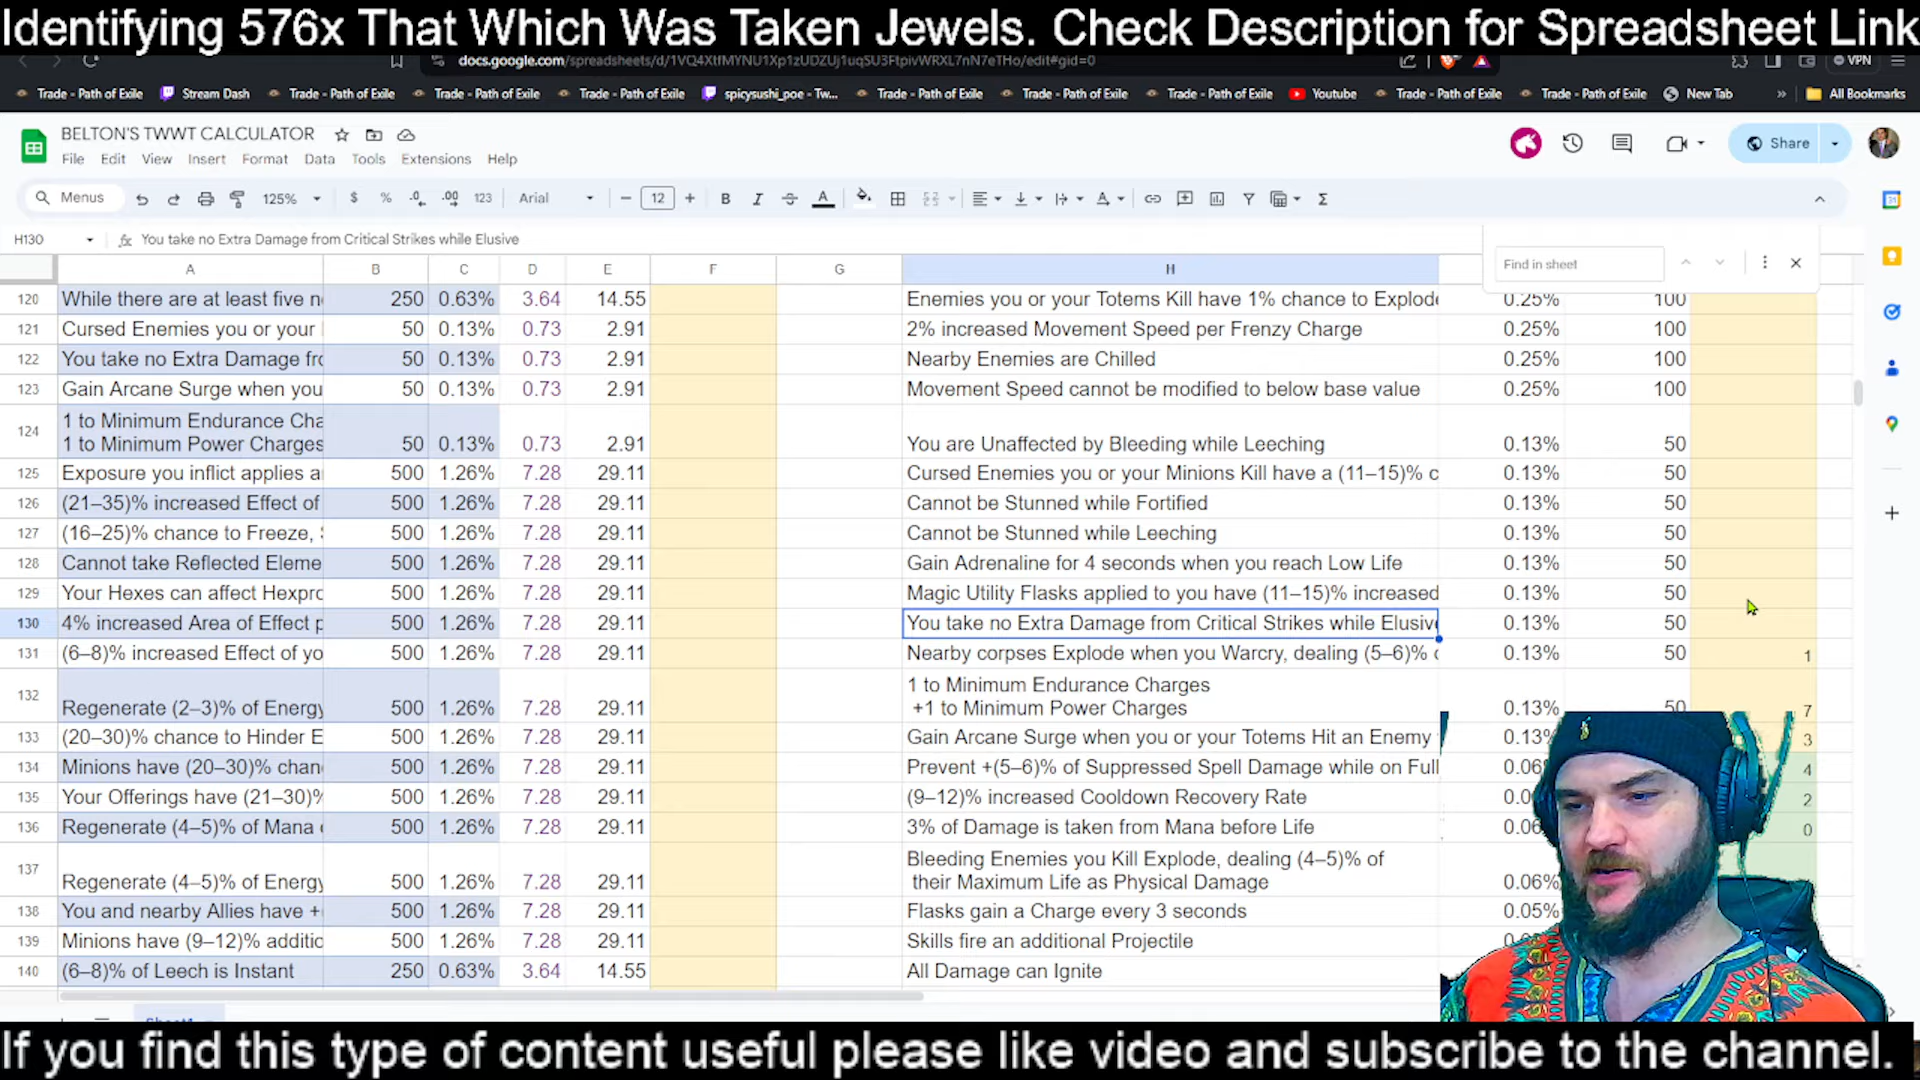 Identifying 576x That Which Was Taken Jewels. Check Description for Spreadsheet Link
docs.google.com/spreadsheets/d/1VQ4XtfMYNU1Xp1zUDZUj1uqSU3FtpivWRXL7nN7eTHo/edit#gid=0
VPN
Trade - Path of Exile Stream Dash Trade - Path of Exile Trade - Path of Exile Trade - Path of Exile spicysushi_poe - Tw... Trade - Path of Exile Trade - Path of Exile Trade - Path of Exile Youtube Trade - Path of Exile Trade - Path of Exile New Tab » All Bookmarks
BELTON'S TWWT CALCULATOR
File Edit View Insert Format Data Tools Extensions Help
Share
Menus 125% $ % .0 .00 123 Arial − 12 + B I A Σ
H130 fx You take no Extra Damage from Critical Strikes while Elusive
Find in sheet
A B C D E F G H
120 While there are at least five n 250 0.63% 3.64 14.55 Enemies you or your Totems Kill have 1% chance to Explode 0.25% 100
121 Cursed Enemies you or your 50 0.13% 0.73 2.91 2% increased Movement Speed per Frenzy Charge 0.25% 100
122 You take no Extra Damage fro 50 0.13% 0.73 2.91 Nearby Enemies are Chilled 0.25% 100
123 Gain Arcane Surge when you 50 0.13% 0.73 2.91 Movement Speed cannot be modified to below base value 0.25% 100
1 to Minimum Endurance Cha
124 1 to Minimum Power Charges 50 0.13% 0.73 2.91 You are Unaffected by Bleeding while Leeching 0.13% 50
125 Exposure you inflict applies a 500 1.26% 7.28 29.11 Cursed Enemies you or your Minions Kill have a (11–15)% c 0.13% 50
126 (21–35)% increased Effect of 500 1.26% 7.28 29.11 Cannot be Stunned while Fortified 0.13% 50
127 (16–25)% chance to Freeze, 500 1.26% 7.28 29.11 Cannot be Stunned while Leeching 0.13% 50
128 Cannot take Reflected Eleme 500 1.26% 7.28 29.11 Gain Adrenaline for 4 seconds when you reach Low Life 0.13% 50
129 Your Hexes can affect Hexpro 500 1.26% 7.28 29.11 Magic Utility Flasks applied to you have (11–15)% increased 0.13% 50
130 4% increased Area of Effect p 500 1.26% 7.28 29.11 You take no Extra Damage from Critical Strikes while Elusive 0.13% 50
131 (6–8)% increased Effect of yo 500 1.26% 7.28 29.11 Nearby corpses Explode when you Warcry, dealing (5–6)% 0.13% 50 1
1 to Minimum Endurance Charges
132 Regenerate (2–3)% of Energy 500 1.26% 7.28 29.11 +1 to Minimum Power Charges 0.13% 50 7
133 (20–30)% chance to Hinder E 500 1.26% 7.28 29.11 Gain Arcane Surge when you or your Totems Hit an Enemy 0.13% 3
134 Minions have (20–30)% chan 500 1.26% 7.28 29.11 Prevent +(5–6)% of Suppressed Spell Damage while on Full 0.06 4
135 Your Offerings have (21–30)% 500 1.26% 7.28 29.11 (9–12)% increased Cooldown Recovery Rate 0.0 2
136 Regenerate (4–5)% of Mana 500 1.26% 7.28 29.11 3% of Damage is taken from Mana before Life 0.06 0
Bleeding Enemies you Kill Explode, dealing (4–5)% of
137 Regenerate (4–5)% of Energy 500 1.26% 7.28 29.11 their Maximum Life as Physical Damage 0.06%
138 You and nearby Allies have + 500 1.26% 7.28 29.11 Flasks gain a Charge every 3 seconds 0.05%
139 Minions have (9–12)% additio 500 1.26% 7.28 29.11 Skills fire an additional Projectile
140 (6–8)% of Leech is Instant 250 0.63% 3.64 14.55 All Damage can Ignite
If you find this type of content useful please like video and subscribe to the channel.